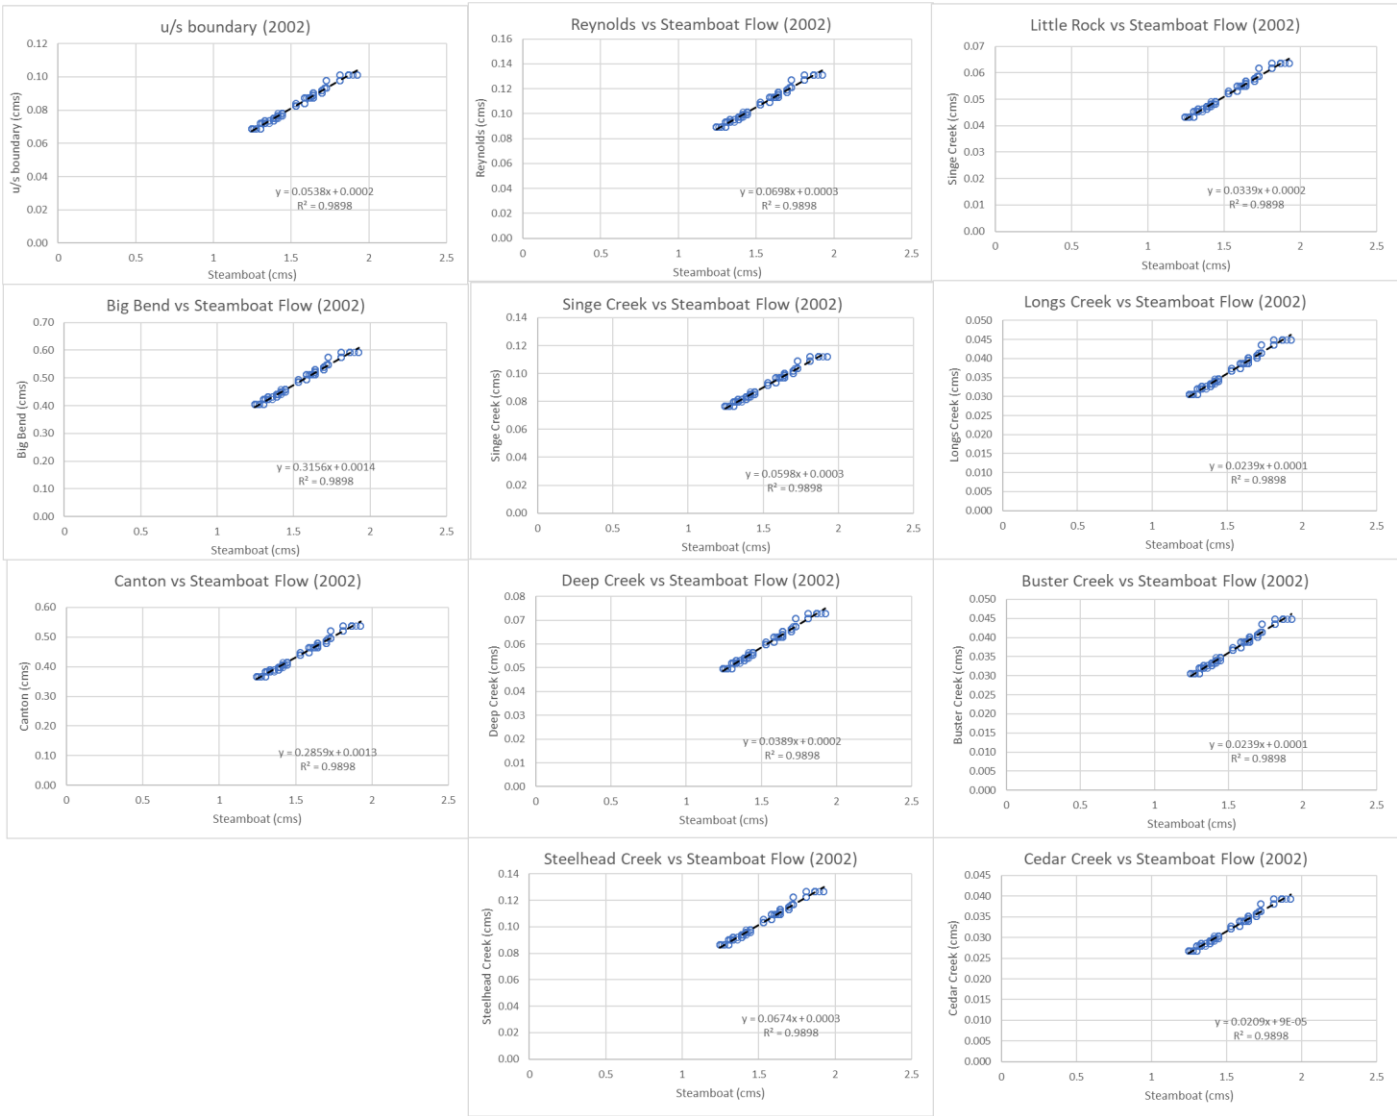 u/s boundary (2002)
0.12
0.10
0.08
0.06
0.04
0.02
0.00
u/s boundary (cms)
y = 0.0538x + 0.0002
R² = 0.9898
0 0.5 1 1.5 2 2.5
Steamboat (cms)
Reynolds vs Steamboat Flow (2002)
0.16
0.14
0.12
0.10
0.08
0.06
0.04
0.02
0.00
Reynolds (cms)
y = 0.0698x + 0.0003
R² = 0.9898
0 0.5 1 1.5 2 2.5
Steamboat (cms)
Little Rock vs Steamboat Flow (2002)
0.07
0.06
0.05
0.04
0.03
0.02
0.01
0.00
Singe Creek (cms)
y = 0.0339x + 0.0002
R² = 0.9898
0 0.5 1 1.5 2 2.5
Steamboat (cms)
Big Bend vs Steamboat Flow (2002)
0.70
0.60
0.50
0.40
0.30
0.20
0.10
0.00
Big Bend (cms)
y = 0.3156x + 0.0014
R² = 0.9898
0 0.5 1 1.5 2 2.5
Steamboat (cms)
Singe Creek vs Steamboat Flow (2002)
0.14
0.12
0.10
0.08
0.06
0.04
0.02
0.00
Singe Creek (cms)
y = 0.0598x + 0.0003
R² = 0.9898
0 0.5 1 1.5 2 2.5
Steamboat (cms)
Longs Creek vs Steamboat Flow (2002)
0.050
0.045
0.040
0.035
0.030
0.025
0.020
0.015
0.010
0.005
0.000
Longs Creek (cms)
y = 0.0239x + 0.0001
R² = 0.9898
0 0.5 1 1.5 2 2.5
Steamboat (cms)
Canton vs Steamboat Flow (2002)
0.60
0.50
0.40
0.30
0.20
0.10
0.00
Canton (cms)
y = 0.2859x + 0.0013
R² = 0.9898
0 0.5 1 1.5 2 2.5
Steamboat (cms)
Deep Creek vs Steamboat Flow (2002)
0.08
0.07
0.06
0.05
0.04
0.03
0.02
0.01
0.00
Deep Creek (cms)
y = 0.0389x + 0.0002
R² = 0.9898
0 0.5 1 1.5 2 2.5
Steamboat (cms)
Buster Creek vs Steamboat Flow (2002)
0.050
0.045
0.040
0.035
0.030
0.025
0.020
0.015
0.010
0.005
0.000
Buster Creek (cms)
y = 0.0239x + 0.0001
R² = 0.9898
0 0.5 1 1.5 2 2.5
Steamboat (cms)
Steelhead Creek vs Steamboat Flow (2002)
0.14
0.12
0.10
0.08
0.06
0.04
0.02
0.00
Steelhead Creek (cms)
y = 0.0674x + 0.0003
R² = 0.9898
0 0.5 1 1.5 2 2.5
Steamboat (cms)
Cedar Creek vs Steamboat Flow (2002)
0.045
0.040
0.035
0.030
0.025
0.020
0.015
0.010
0.005
0.000
Cedar Creek (cms)
y = 0.0209x + 9E-05
R² = 0.9898
0 0.5 1 1.5 2 2.5
Steamboat (cms)